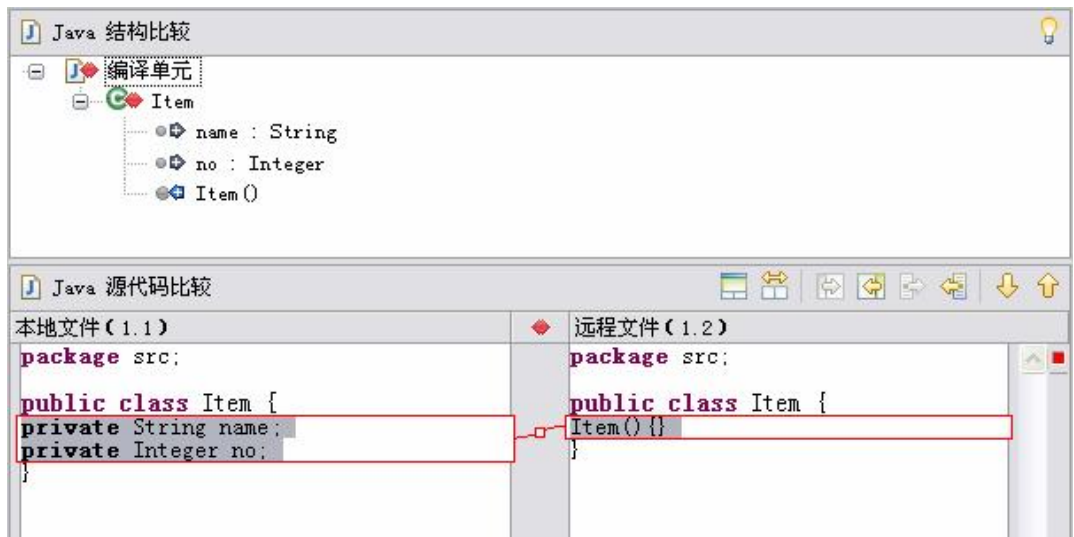 Java 结构比较
编译单元
Item
name : String
no : Integer
Item()
Java 源代码比较
本地文件(1.1)
远程文件(1.2)
package src;
public class Item {
private String name;
private Integer no;
}
package src;
public class Item {
Item(){}
}